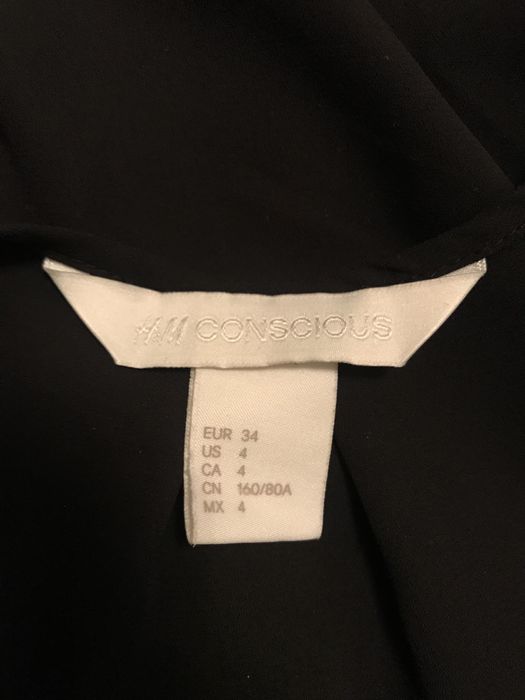 H&M CONSCIOUS
EUR 34
US 4
CA 4
CN 160/80A
MX 4